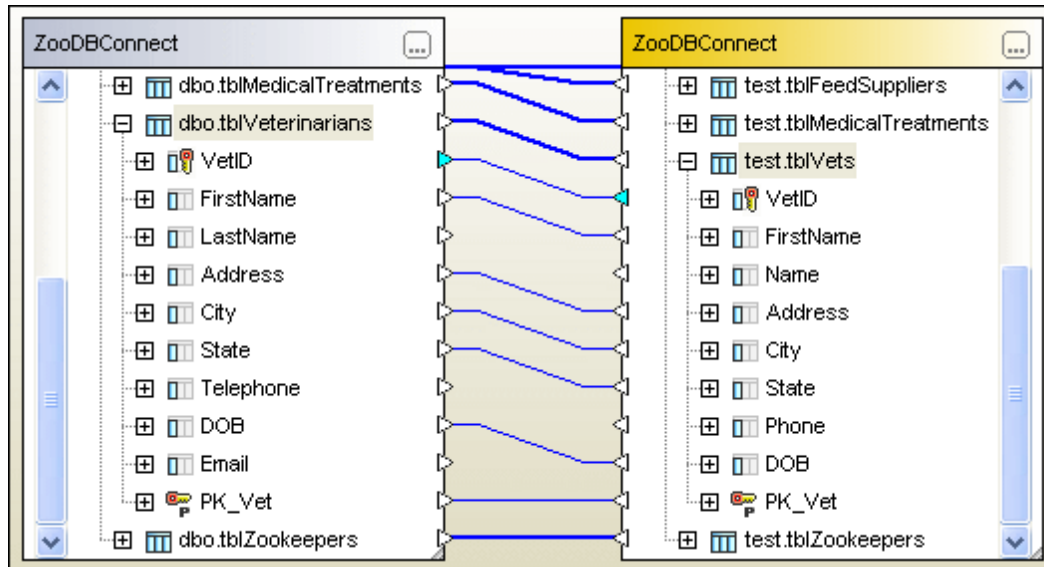 ZooDBConnect
...
dbo.tblMedicalTreatments
dbo.tblVeterinarians
VetID
FirstName
LastName
Address
City
State
Telephone
DOB
Email
P PK_Vet
dbo.tblZookeepers
ZooDBConnect
...
test.tblFeedSuppliers
test.tblMedicalTreatments
test.tblVets
VetID
FirstName
Name
Address
City
State
Phone
DOB
P PK_Vet
test.tblZookeepers